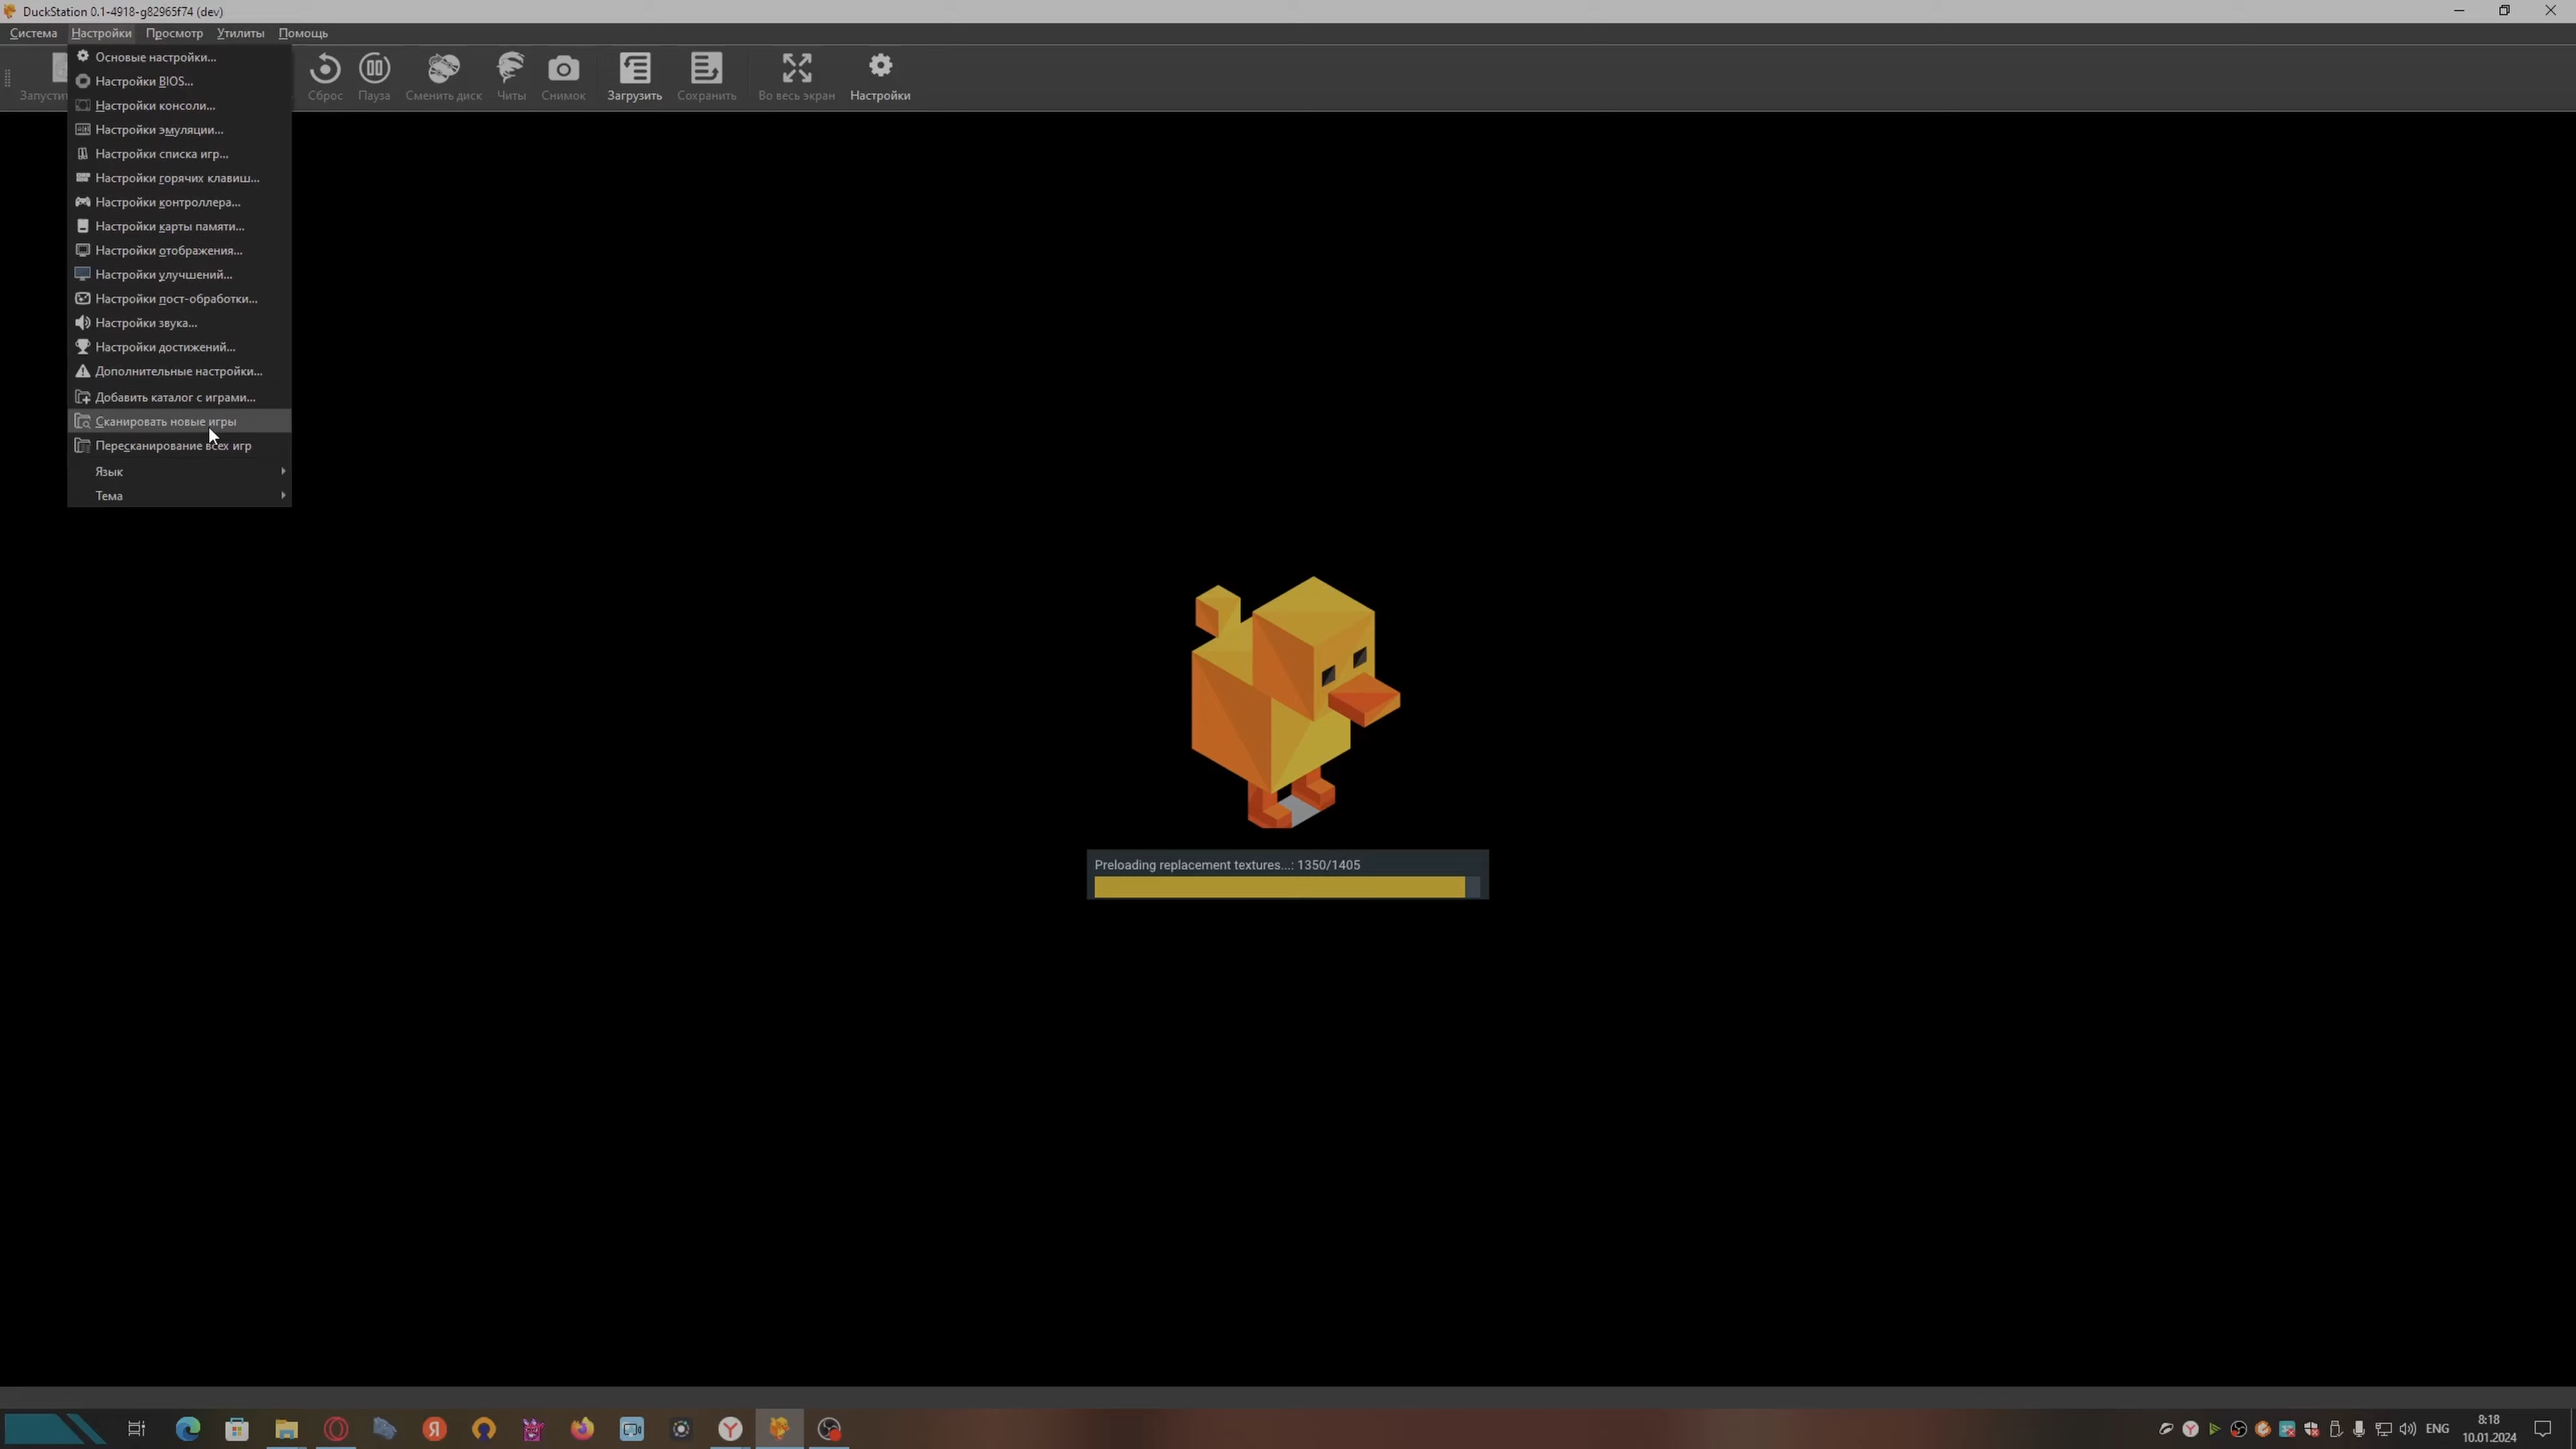 DuckStation 0.1-4918-g82965f74 (dev)
Система Настройки Просмотр Утилиты Помощь
Запустит Сброс Пауза Сменить диск Читы Снимок Загрузить Сохранить Во весь экран Настройки
Основные настройки...
Настройки BIOS...
Настройки консоли...
Настройки эмуляции...
Настройки списка игр...
Настройки горячих клавиш...
Настройки контроллера...
Настройки карты памяти...
Настройки отображения...
Настройки улучшений...
Настройки пост-обработки...
Настройки звука...
Настройки достижений...
Дополнительные настройки...
Добавить каталог с играми...
Сканировать новые игры
Пересканирование всех игр
Язык
Тема
Preloading replacement textures...: 1350/1405
ENG
8:18
10.01.2024